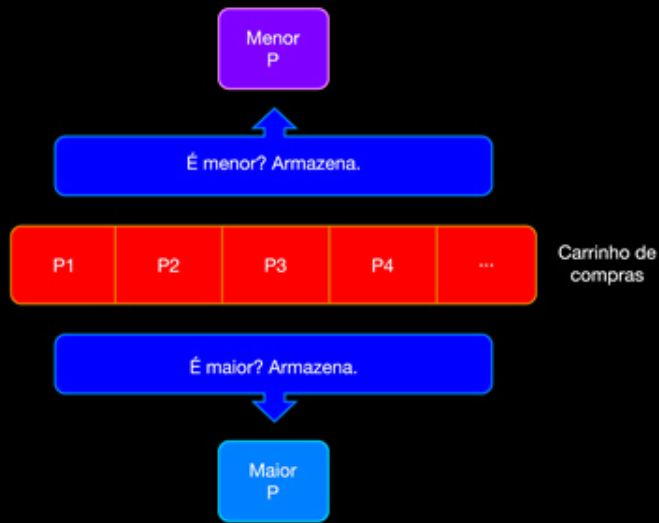 Menor
P
É menor? Armazena.
P1
P2
P3
P4
...
Carrinho de
compras
É maior? Armazena.
Maior
P